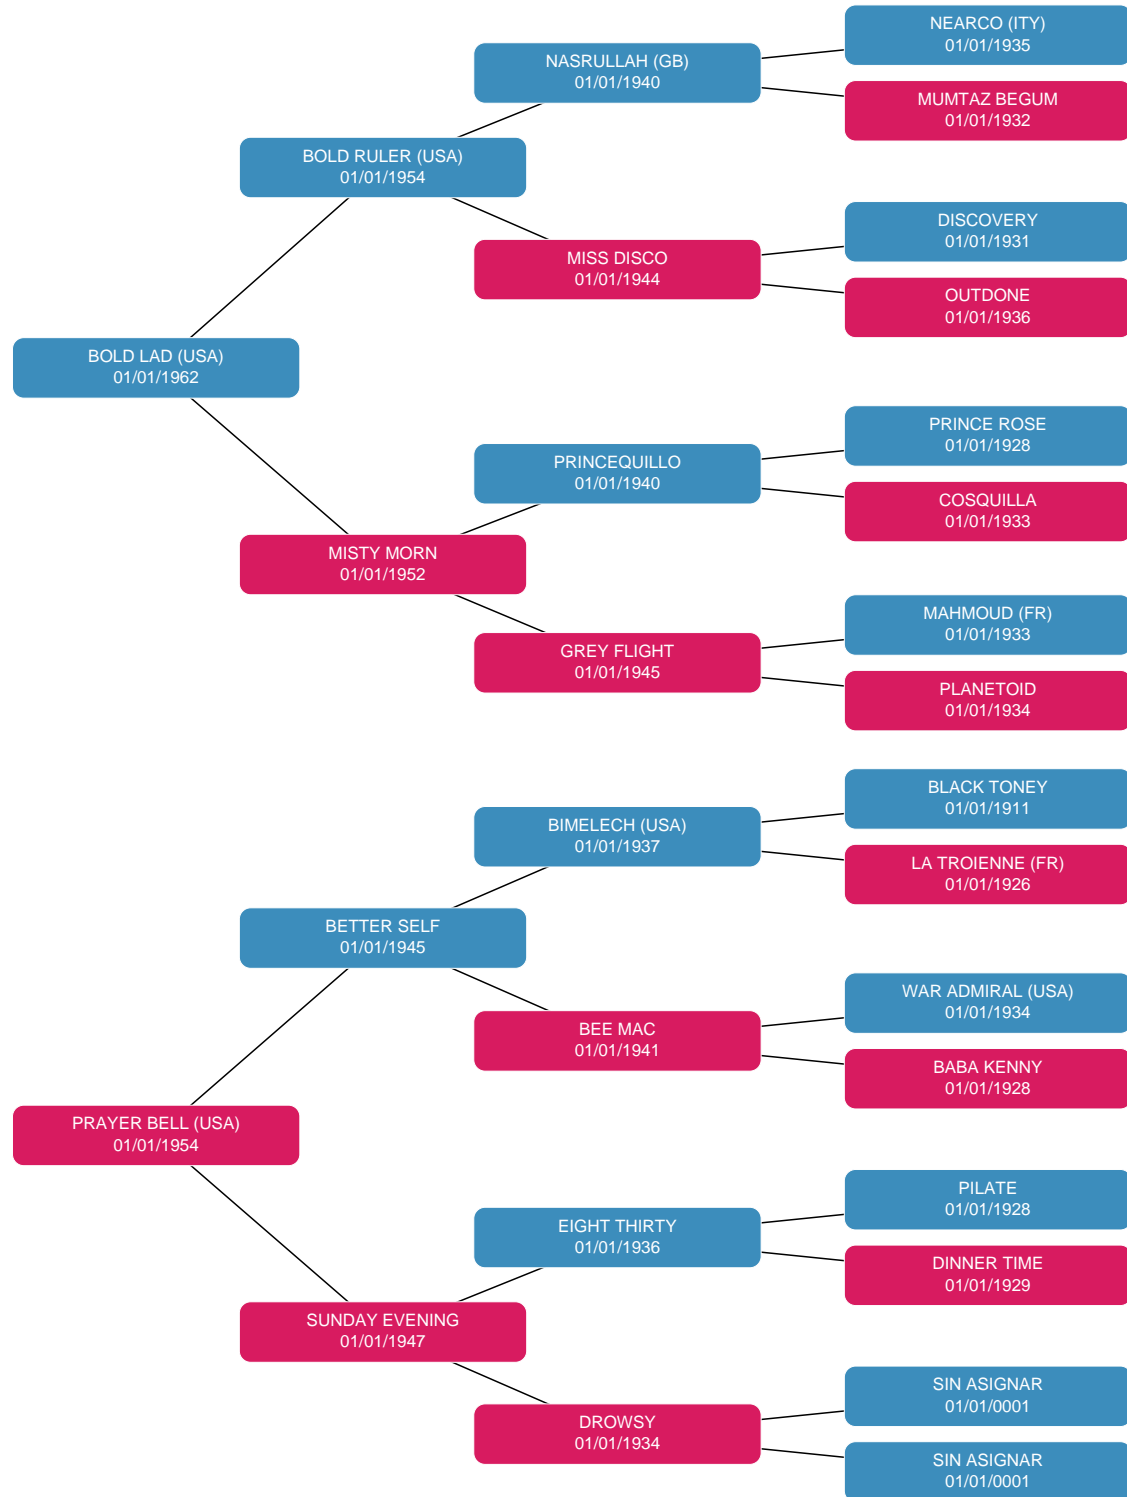 NEARCO (ITY)
01/01/1935
NASRULLAH (GB)
01/01/1940
MUMTAZ BEGUM
01/01/1932
BOLD RULER (USA)
01/01/1954
DISCOVERY
01/01/1931
MISS DISCO
01/01/1944
OUTDONE
01/01/1936
BOLD LAD (USA)
01/01/1962
PRINCE ROSE
01/01/1928
PRINCEQUILLO
01/01/1940
COSQUILLA
01/01/1933
MISTY MORN
01/01/1952
MAHMOUD (FR)
01/01/1933
GREY FLIGHT
01/01/1945
PLANETOID
01/01/1934
BLACK TONEY
01/01/1911
BIMELECH (USA)
01/01/1937
LA TROIENNE (FR)
01/01/1926
BETTER SELF
01/01/1945
WAR ADMIRAL (USA)
01/01/1934
BEE MAC
01/01/1941
BABA KENNY
01/01/1928
PRAYER BELL (USA)
01/01/1954
PILATE
01/01/1928
EIGHT THIRTY
01/01/1936
DINNER TIME
01/01/1929
SUNDAY EVENING
01/01/1947
SIN ASIGNAR
01/01/0001
DROWSY
01/01/1934
SIN ASIGNAR
01/01/0001